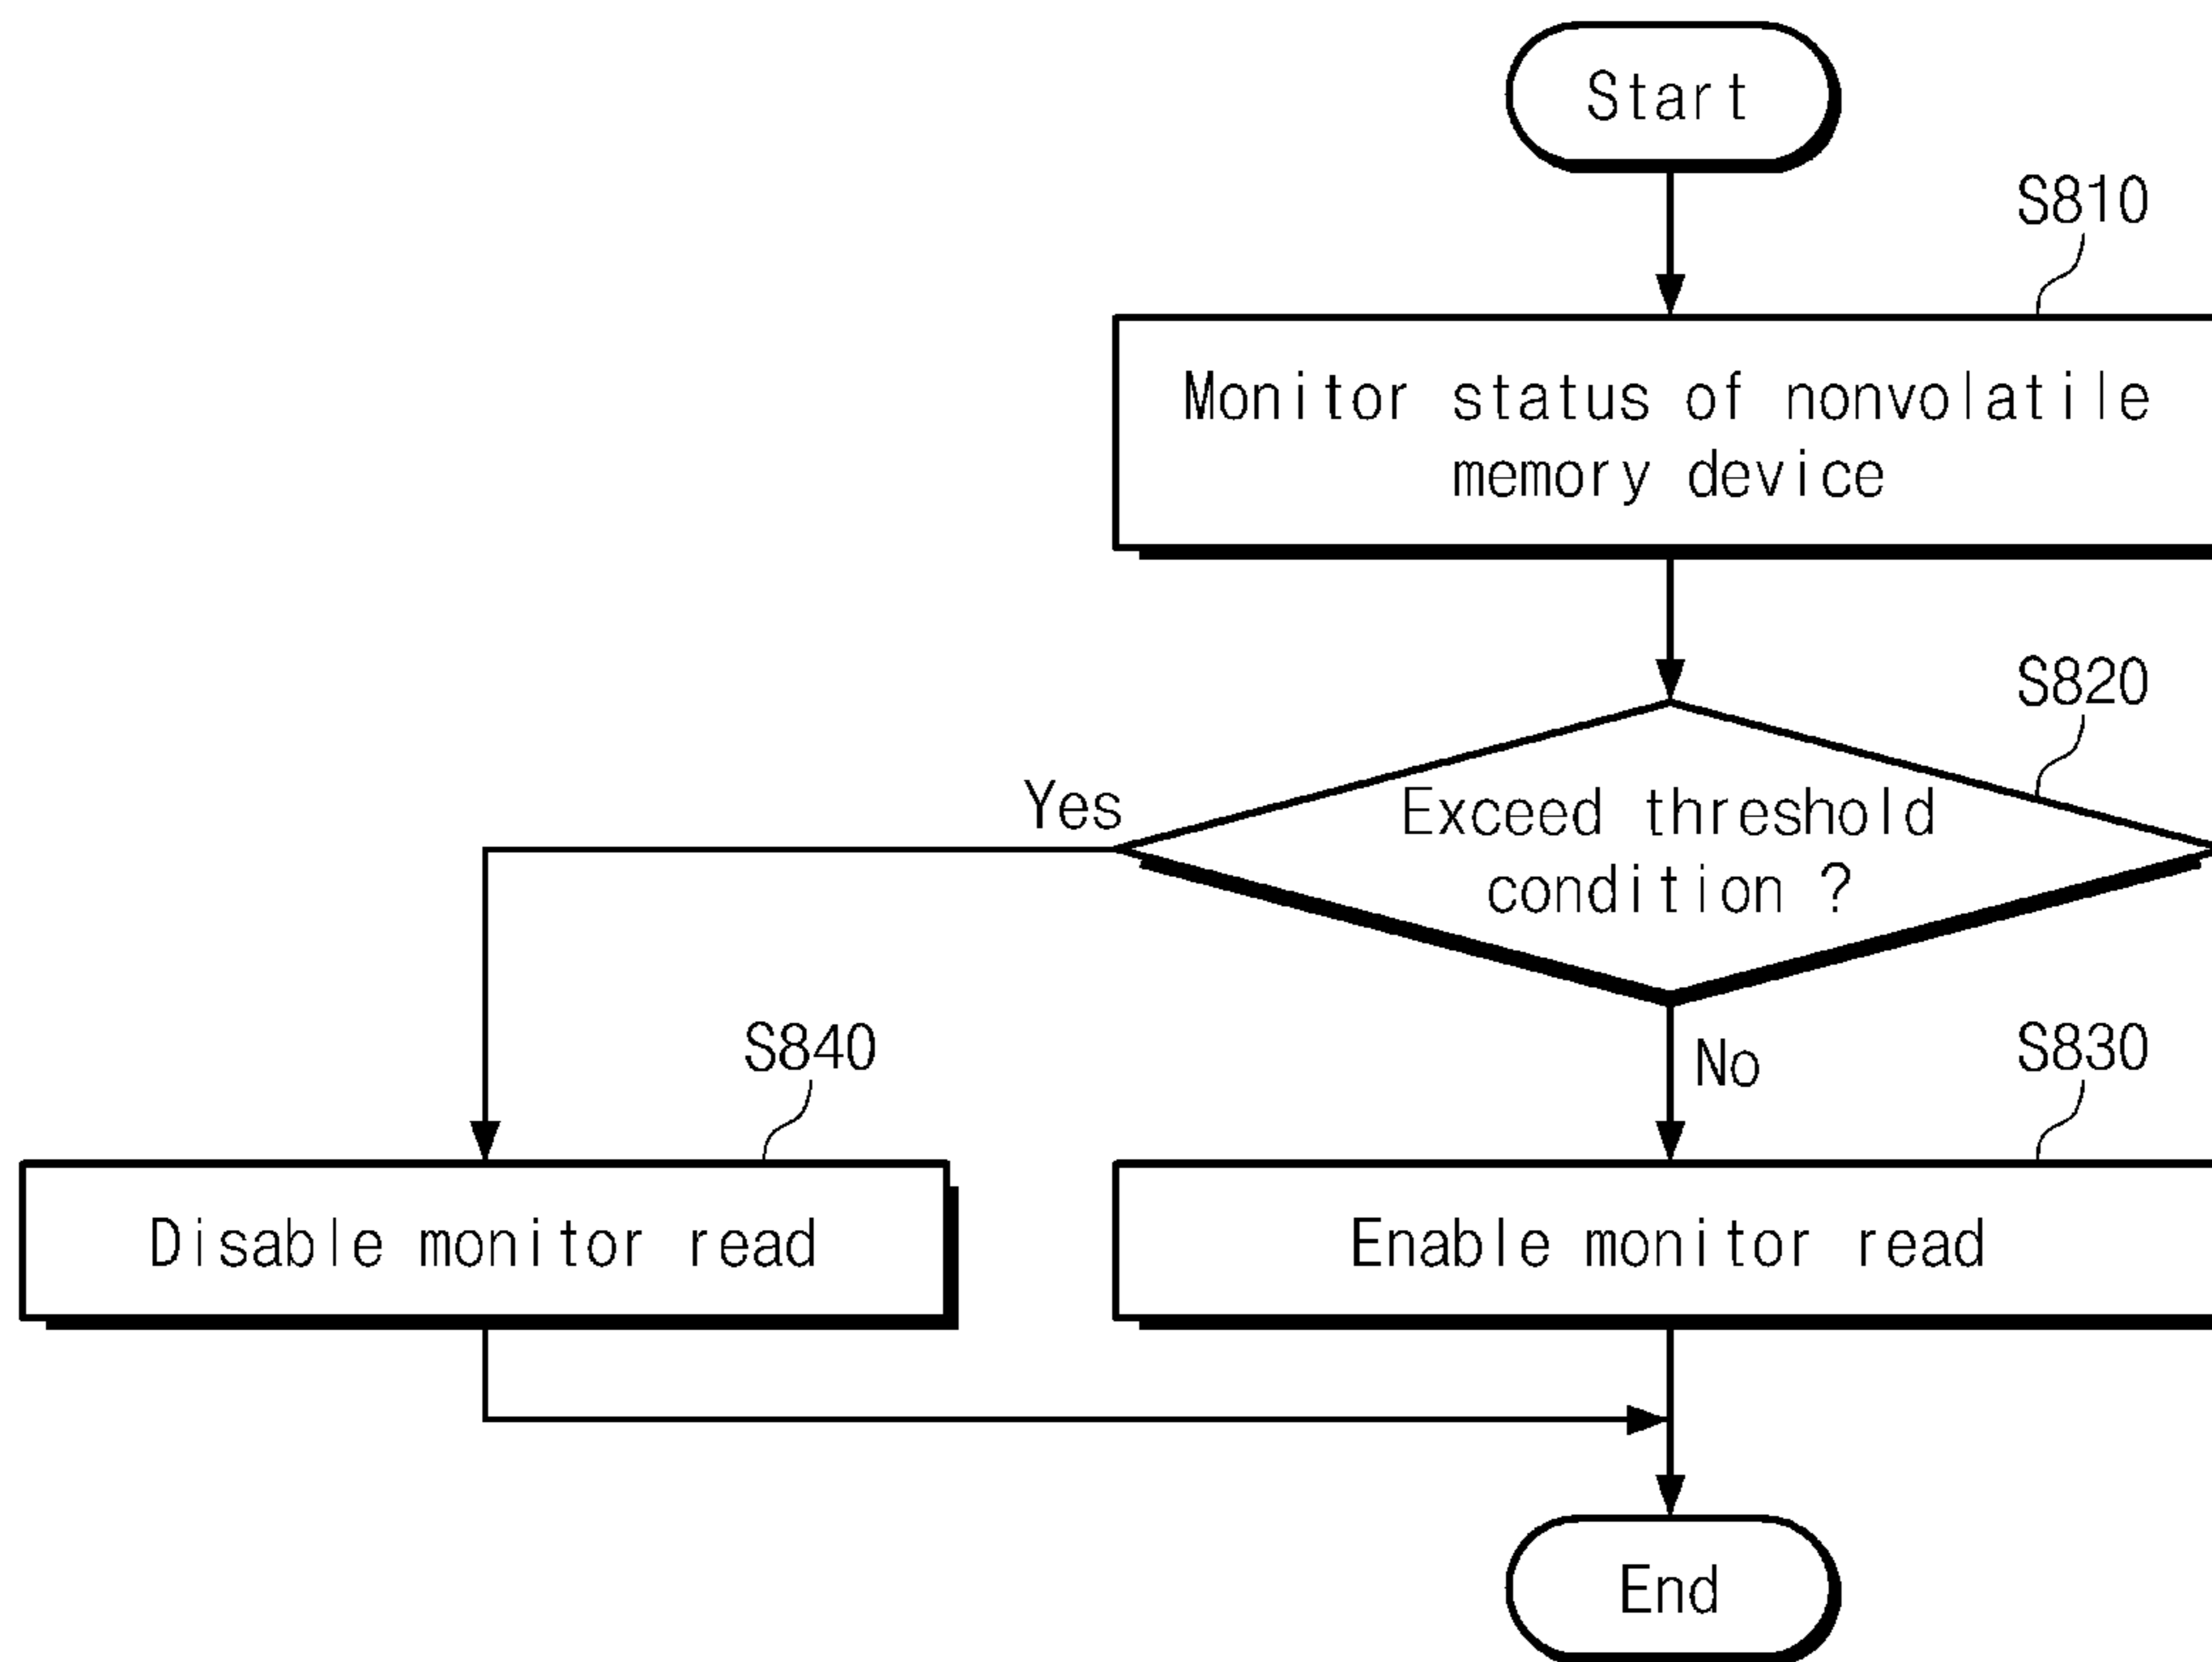 Start
S810
Monitor status of nonvolatile
memory device
S820
Yes
Exceed threshold
condition ?
S840
No
S830
Disable monitor read
Enable monitor read
End